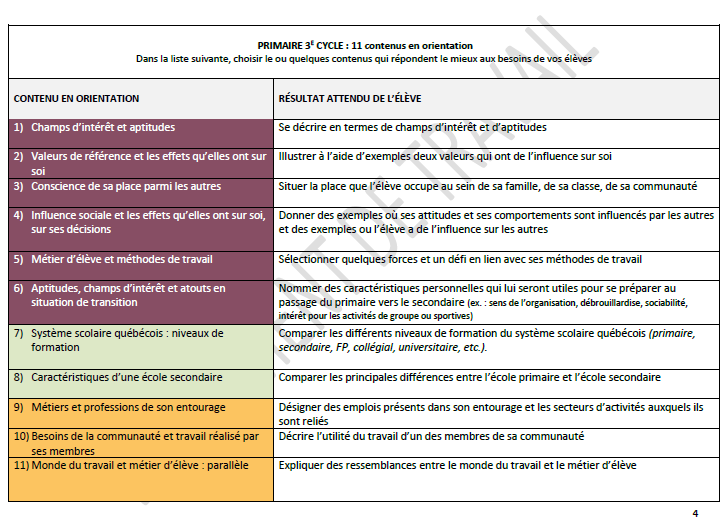 PRIMAIRE 3E CYCLE : 11 contenus en orientation
Dans la liste suivante, choisir le ou quelques contenus qui répondent le mieux aux besoins de vos élèves
CONTENU EN ORIENTATION
RÉSULTAT ATTENDU DE L'ÉLÈVE
1) Champs d'intérêt et aptitudes
Se décrire en termes de champs d'intérêt et d'aptitudes
2) Valeurs de référence et les effets qu'elles ont sur
soi
Illustrer à l'aide d'exemples deux valeurs qui ont de l'influence sur soi
3) Conscience de sa place parmi les autres
Situer la place que l'élève occupe au sein de sa famille, de sa classe, de sa communauté
4) Influence sociale et les effets qu'elles ont sur soi,
sur ses décisions
Donner des exemples où ses attitudes et ses comportements sont influencés par les autres
et des exemples ou l'élève a de l'influence sur les autres
5) Métier d'élève et méthodes de travail
Sélectionner quelques forces et un défi en lien avec ses méthodes de travail
6) Aptitudes, champs d'intérêt et atouts en
situation de transition
Nommer des caractéristiques personnelles qui lui seront utiles pour se préparer au
passage du primaire vers le secondaire (ex. : sens de l'organisation, débrouillardise, sociabilité,
intérêt pour les activités de groupe ou sportives)
7) Système scolaire québécois : niveaux de
formation
Comparer les différents niveaux de formation du système scolaire québécois (primaire,
secondaire, FP, collégial, universitaire, etc.).
8) Caractéristiques d'une école secondaire
Comparer les principales différences entre l'école primaire et l'école secondaire
9) Métiers et professions de son entourage
Désigner des emplois présents dans son entourage et les secteurs d'activités auxquels ils
sont reliés
10) Besoins de la communauté et travail réalisé par
ses membres
Décrire l'utilité du travail d'un des membres de sa communauté
11) Monde du travail et métier d'élève : parallèle
Expliquer des ressemblances entre le monde du travail et le métier d'élève
4